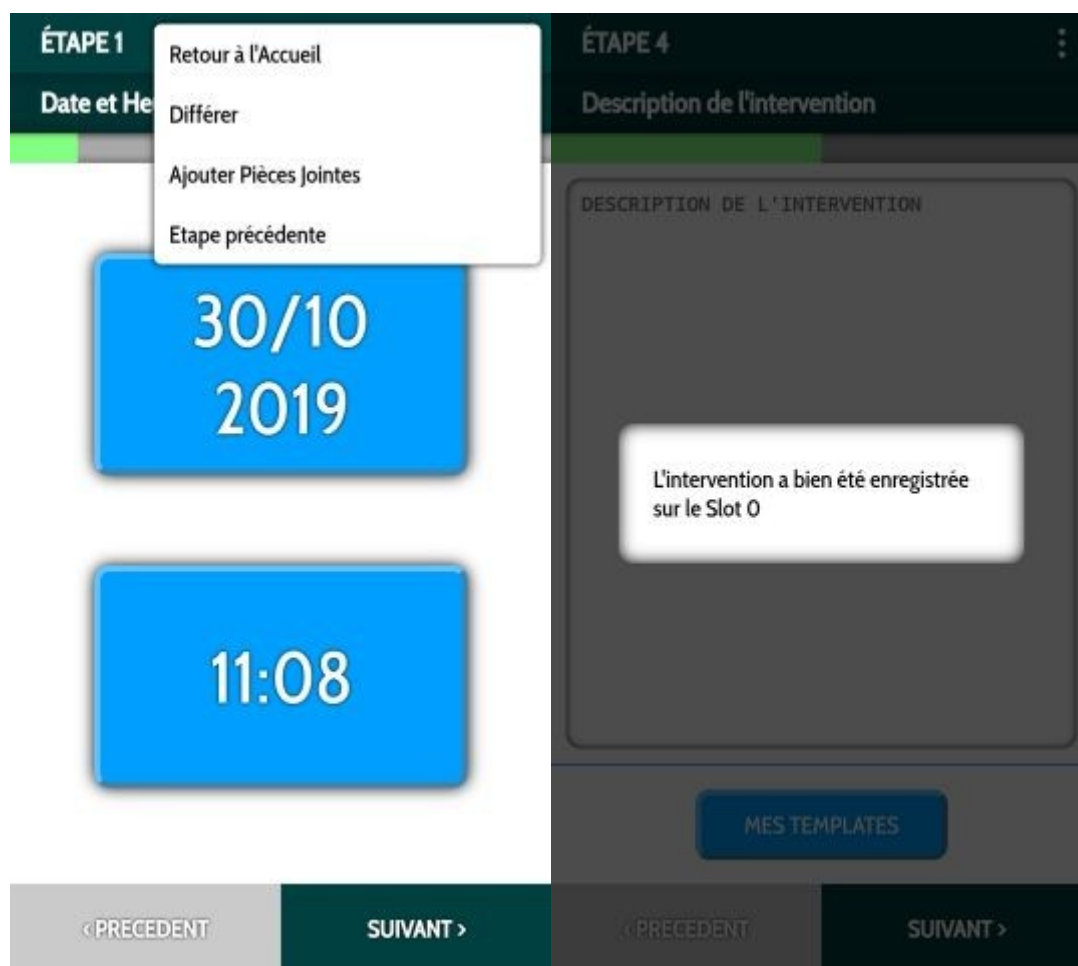 ÉTAPE 1
Date et He
Retour à l'Accueil
Différer
Ajouter Pièces Jointes
Etape précédente
30/10
2019
11:08
‹ PRECEDENT
SUIVANT ›
ÉTAPE 4
Description de l'intervention
DESCRIPTION DE L'INTERVENTION
L'intervention a bien été enregistrée
sur le Slot 0
MES TEMPLATES
‹ PRECEDENT
SUIVANT ›